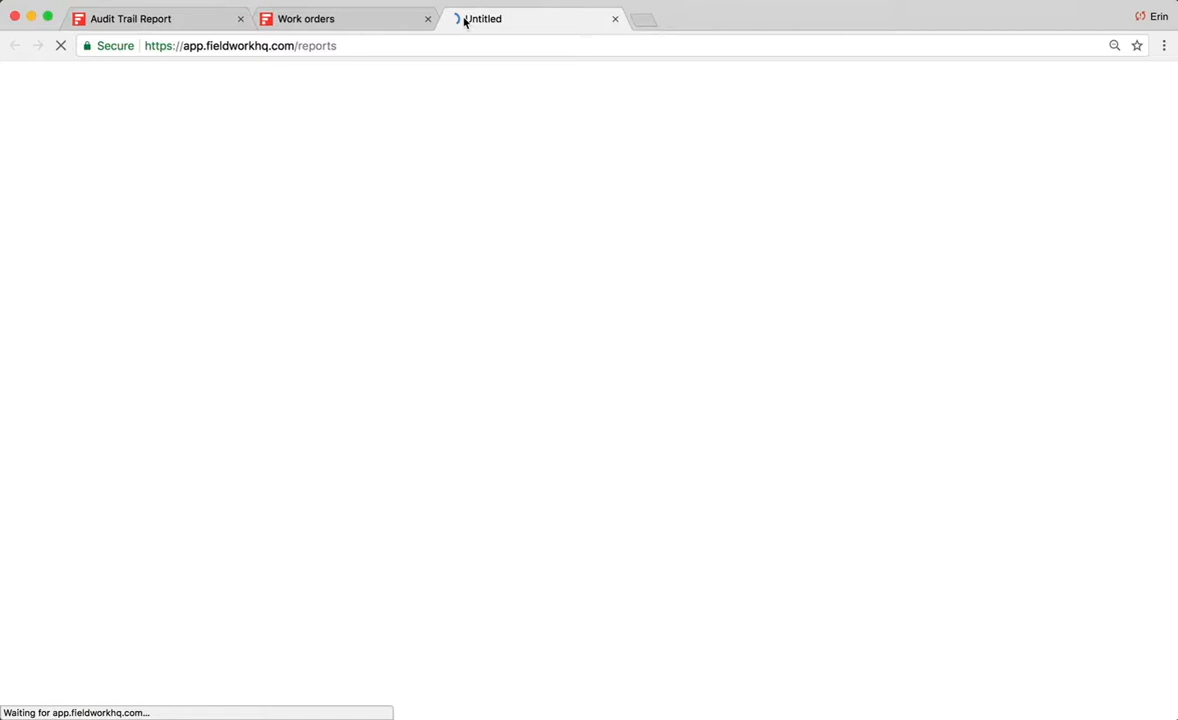 Audit Trail Report
Work orders
Untitled
Erin
Secure https://app.fieldworkhq.com/reports
Waiting for app.fieldworkhq.com...